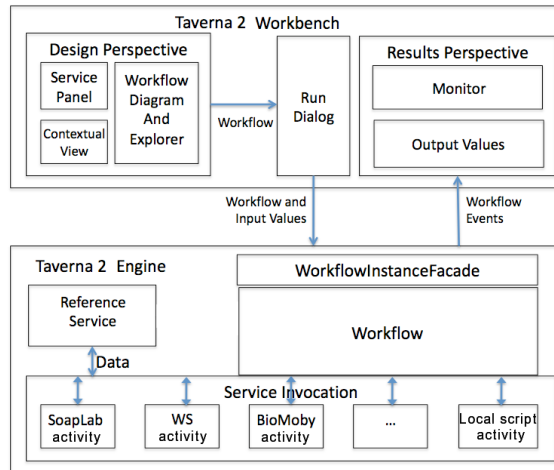 Taverna 2 Workbench
Design Perspective
Service
Panel
Contextual
View
Workflow
Diagram
And
Explorer
Workflow
Run
Dialog
Results Perspective
Monitor
Output Values
Workflow and
Input Values
Workflow
Events
Taverna 2 Engine
WorkflowInstanceFacade
Reference
Service
Workflow
Data
Service Invocation
SoapLab
activity
WS
activity
BioMoby
activity
...
Local script
activity